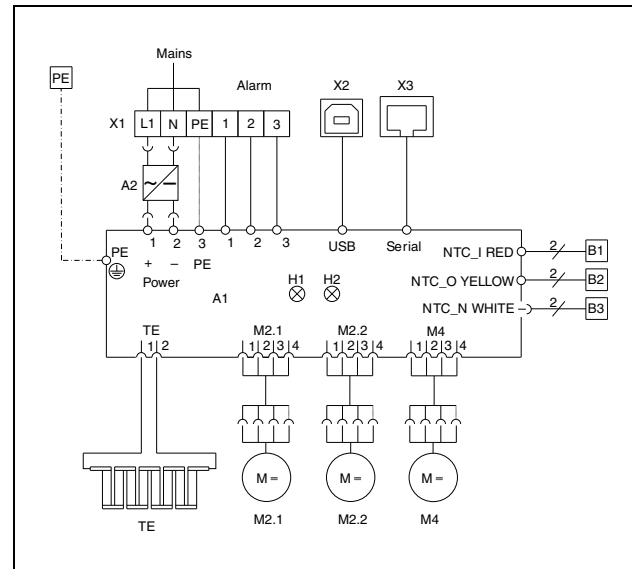 Mains
PE
Alarm
X2
X3
X1
L1
N
PE
1
2
3
A2
PE
1
2
3
1
2
3
USB
Serial
+
–
PE
Power
A1
H1
H2
NTC_I RED
2
B1
NTC_O YELLOW
2
B2
NTC_N WHITE
2
B3
TE
M2.1
M2.2
M4
1 2
1 2 3 4
1 2 3 4
1 2 3 4
M =
M =
M =
TE
M2.1
M2.2
M4